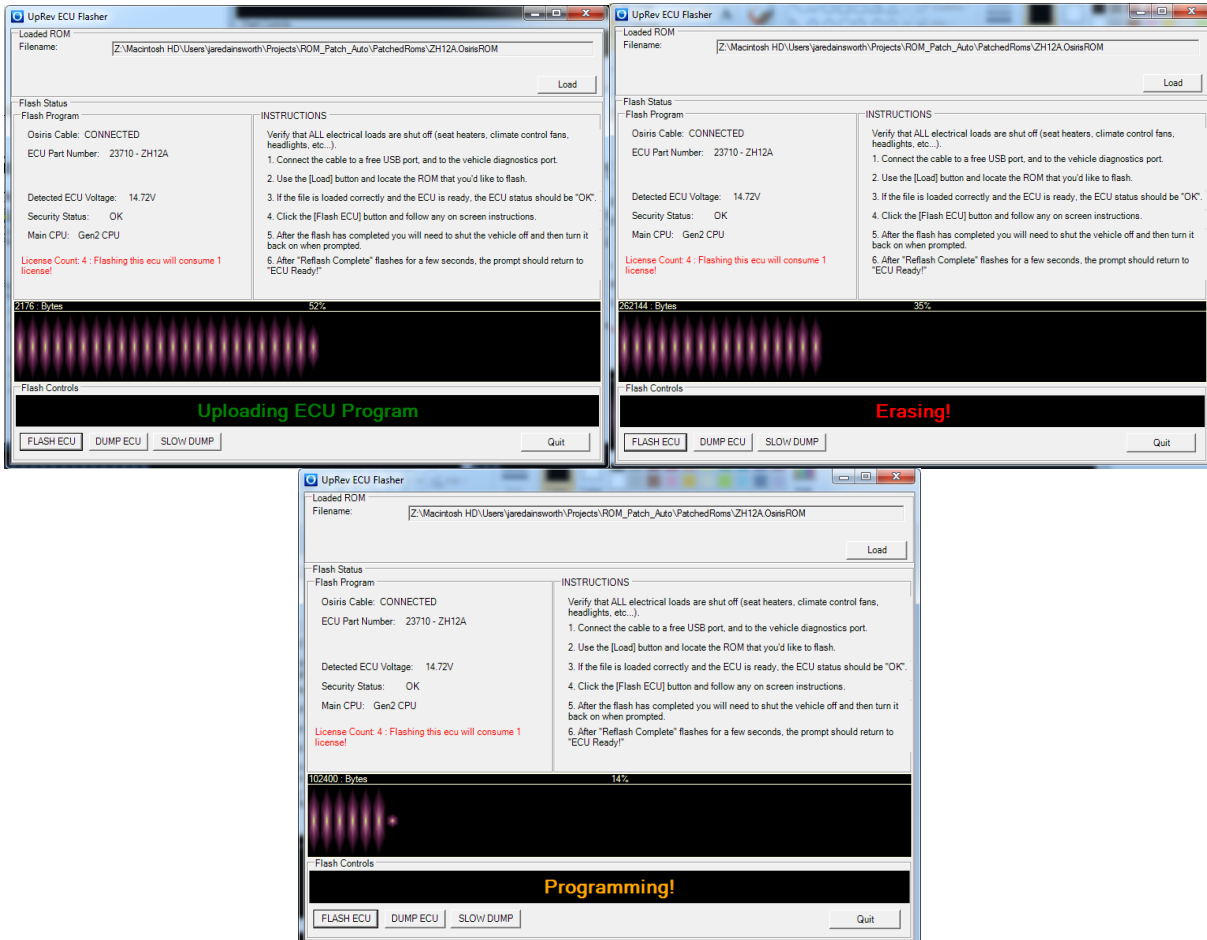 UpRev ECU Flasher
Loaded ROM
Filename: Z:\Macintosh HD\Users\jaredainsworth\Projects\ROM_Patch_Auto\PatchedRoms\ZH12A.OsirisROM
Load
Flash Status
Flash Program
Osiris Cable: CONNECTED
ECU Part Number: 23710 - ZH12A
Detected ECU Voltage: 14.72V
Security Status: OK
Main CPU: Gen2 CPU
License Count: 4 : Flashing this ecu will consume 1
license!
INSTRUCTIONS
Verify that ALL electrical loads are shut off (seat heaters, climate control fans,
headlights, etc...).
1. Connect the cable to a free USB port, and to the vehicle diagnostics port.
2. Use the [Load] button and locate the ROM that you'd like to flash.
3. If the file is loaded correctly and the ECU is ready, the ECU status should be "OK".
4. Click the [Flash ECU] button and follow any on screen instructions.
5. After the flash has completed you will need to shut the vehicle off and then turn it
back on when prompted.
6. After "Reflash Complete" flashes for a few seconds, the prompt should return to
"ECU Ready!"
2176 : Bytes 52%
Flash Controls
Uploading ECU Program
FLASH ECU DUMP ECU SLOW DUMP Quit
UpRev ECU Flasher
Loaded ROM
Filename: Z:\Macintosh HD\Users\jaredainsworth\Projects\ROM_Patch_Auto\PatchedRoms\ZH12A.OsirisROM
Load
Flash Status
Flash Program
Osiris Cable: CONNECTED
ECU Part Number: 23710 - ZH12A
Detected ECU Voltage: 14.72V
Security Status: OK
Main CPU: Gen2 CPU
License Count: 4 : Flashing this ecu will consume 1
license!
INSTRUCTIONS
Verify that ALL electrical loads are shut off (seat heaters, climate control fans,
headlights, etc...).
1. Connect the cable to a free USB port, and to the vehicle diagnostics port.
2. Use the [Load] button and locate the ROM that you'd like to flash.
3. If the file is loaded correctly and the ECU is ready, the ECU status should be "OK".
4. Click the [Flash ECU] button and follow any on screen instructions.
5. After the flash has completed you will need to shut the vehicle off and then turn it
back on when prompted.
6. After "Reflash Complete" flashes for a few seconds, the prompt should return to
"ECU Ready!"
262144 : Bytes 35%
Flash Controls
Erasing!
FLASH ECU DUMP ECU SLOW DUMP Quit
UpRev ECU Flasher
Loaded ROM
Filename: Z:\Macintosh HD\Users\jaredainsworth\Projects\ROM_Patch_Auto\PatchedRoms\ZH12A.OsirisROM
Load
Flash Status
Flash Program
Osiris Cable: CONNECTED
ECU Part Number: 23710 - ZH12A
Detected ECU Voltage: 14.72V
Security Status: OK
Main CPU: Gen2 CPU
License Count: 4 : Flashing this ecu will consume 1
license!
INSTRUCTIONS
Verify that ALL electrical loads are shut off (seat heaters, climate control fans,
headlights, etc...).
1. Connect the cable to a free USB port, and to the vehicle diagnostics port.
2. Use the [Load] button and locate the ROM that you'd like to flash.
3. If the file is loaded correctly and the ECU is ready, the ECU status should be "OK".
4. Click the [Flash ECU] button and follow any on screen instructions.
5. After the flash has completed you will need to shut the vehicle off and then turn it
back on when prompted.
6. After "Reflash Complete" flashes for a few seconds, the prompt should return to
"ECU Ready!"
102400 : Bytes 14%
Flash Controls
Programming!
FLASH ECU DUMP ECU SLOW DUMP Quit